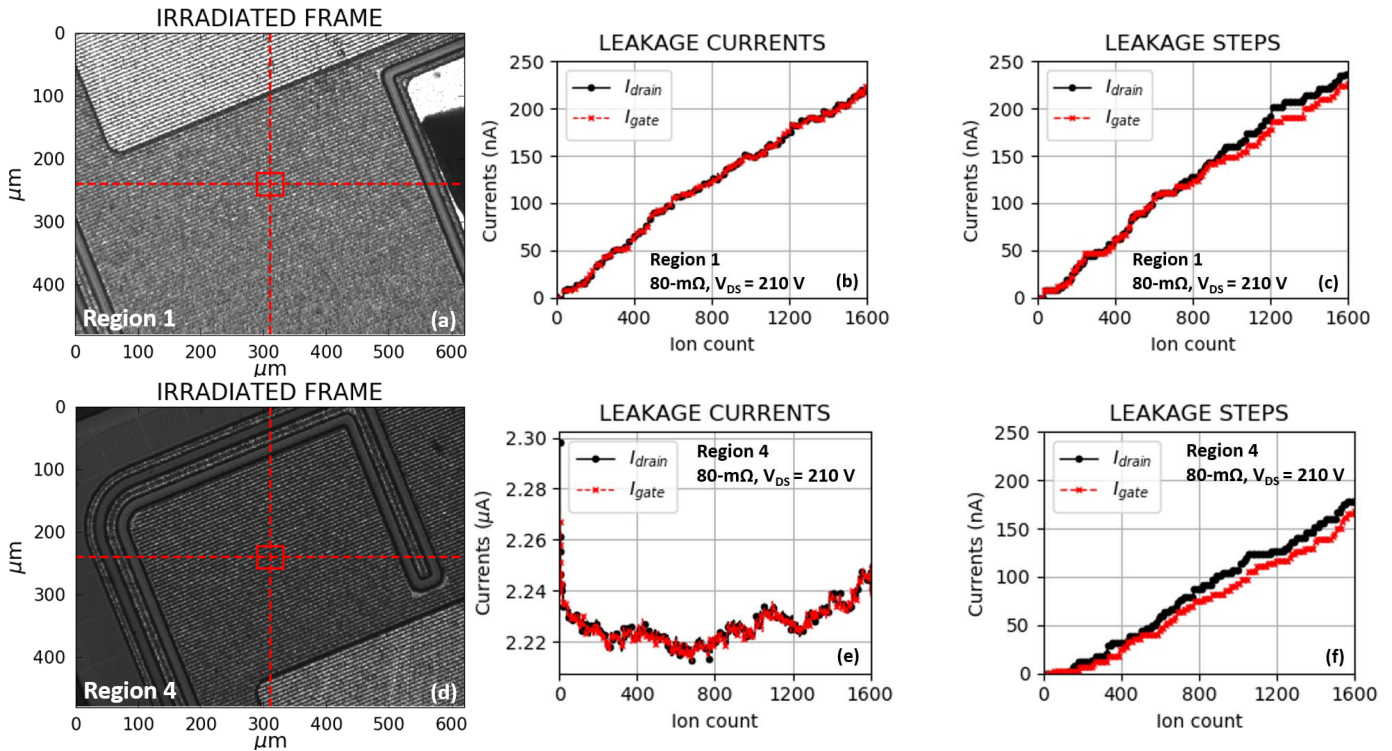 IRRADIATED FRAME
0
100
200
300
400
μm
0 100 200 300 400 500 600
μm
Region 1
(a)
LEAKAGE CURRENTS
250
200
150
100
50
0
Currents (nA)
I_drain
I_gate
Region 1
80-mΩ, V_DS = 210 V
(b)
0 400 800 1200 1600
Ion count
LEAKAGE STEPS
250
200
150
100
50
0
Currents (nA)
I_drain
I_gate
Region 1
80-mΩ, V_DS = 210 V
(c)
0 400 800 1200 1600
Ion count
IRRADIATED FRAME
0
100
200
300
400
μm
0 100 200 300 400 500 600
μm
Region 4
(d)
LEAKAGE CURRENTS
2.30
2.28
2.26
2.24
2.22
Currents (μA)
I_drain
I_gate
Region 4
80-mΩ, V_DS = 210 V
(e)
0 400 800 1200 1600
Ion count
LEAKAGE STEPS
250
200
150
100
50
0
Currents (nA)
I_drain
I_gate
Region 4
80-mΩ, V_DS = 210 V
(f)
0 400 800 1200 1600
Ion count